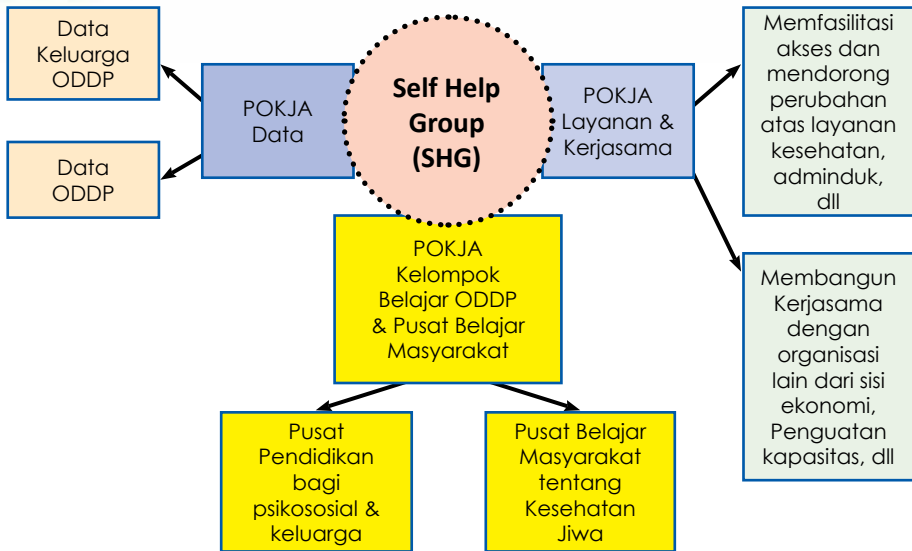 Data
Keluarga
ODDP
Data
ODDP
POKJA
Data
Self Help
Group
(SHG)
POKJA
Layanan &
Kerjasama
Memfasilitasi
akses dan
mendorong
perubahan
atas layanan
kesehatan,
adminduk,
dll
Membangun
Kerjasama
dengan
organisasi
lain dari sisi
ekonomi,
Penguatan
kapasitas, dll
POKJA
Kelompok
Belajar ODDP
& Pusat Belajar
Masyarakat
Pusat
Pendidikan
bagi
psikososial &
keluarga
Pusat Belajar
Masyarakat
tentang
Kesehatan
Jiwa